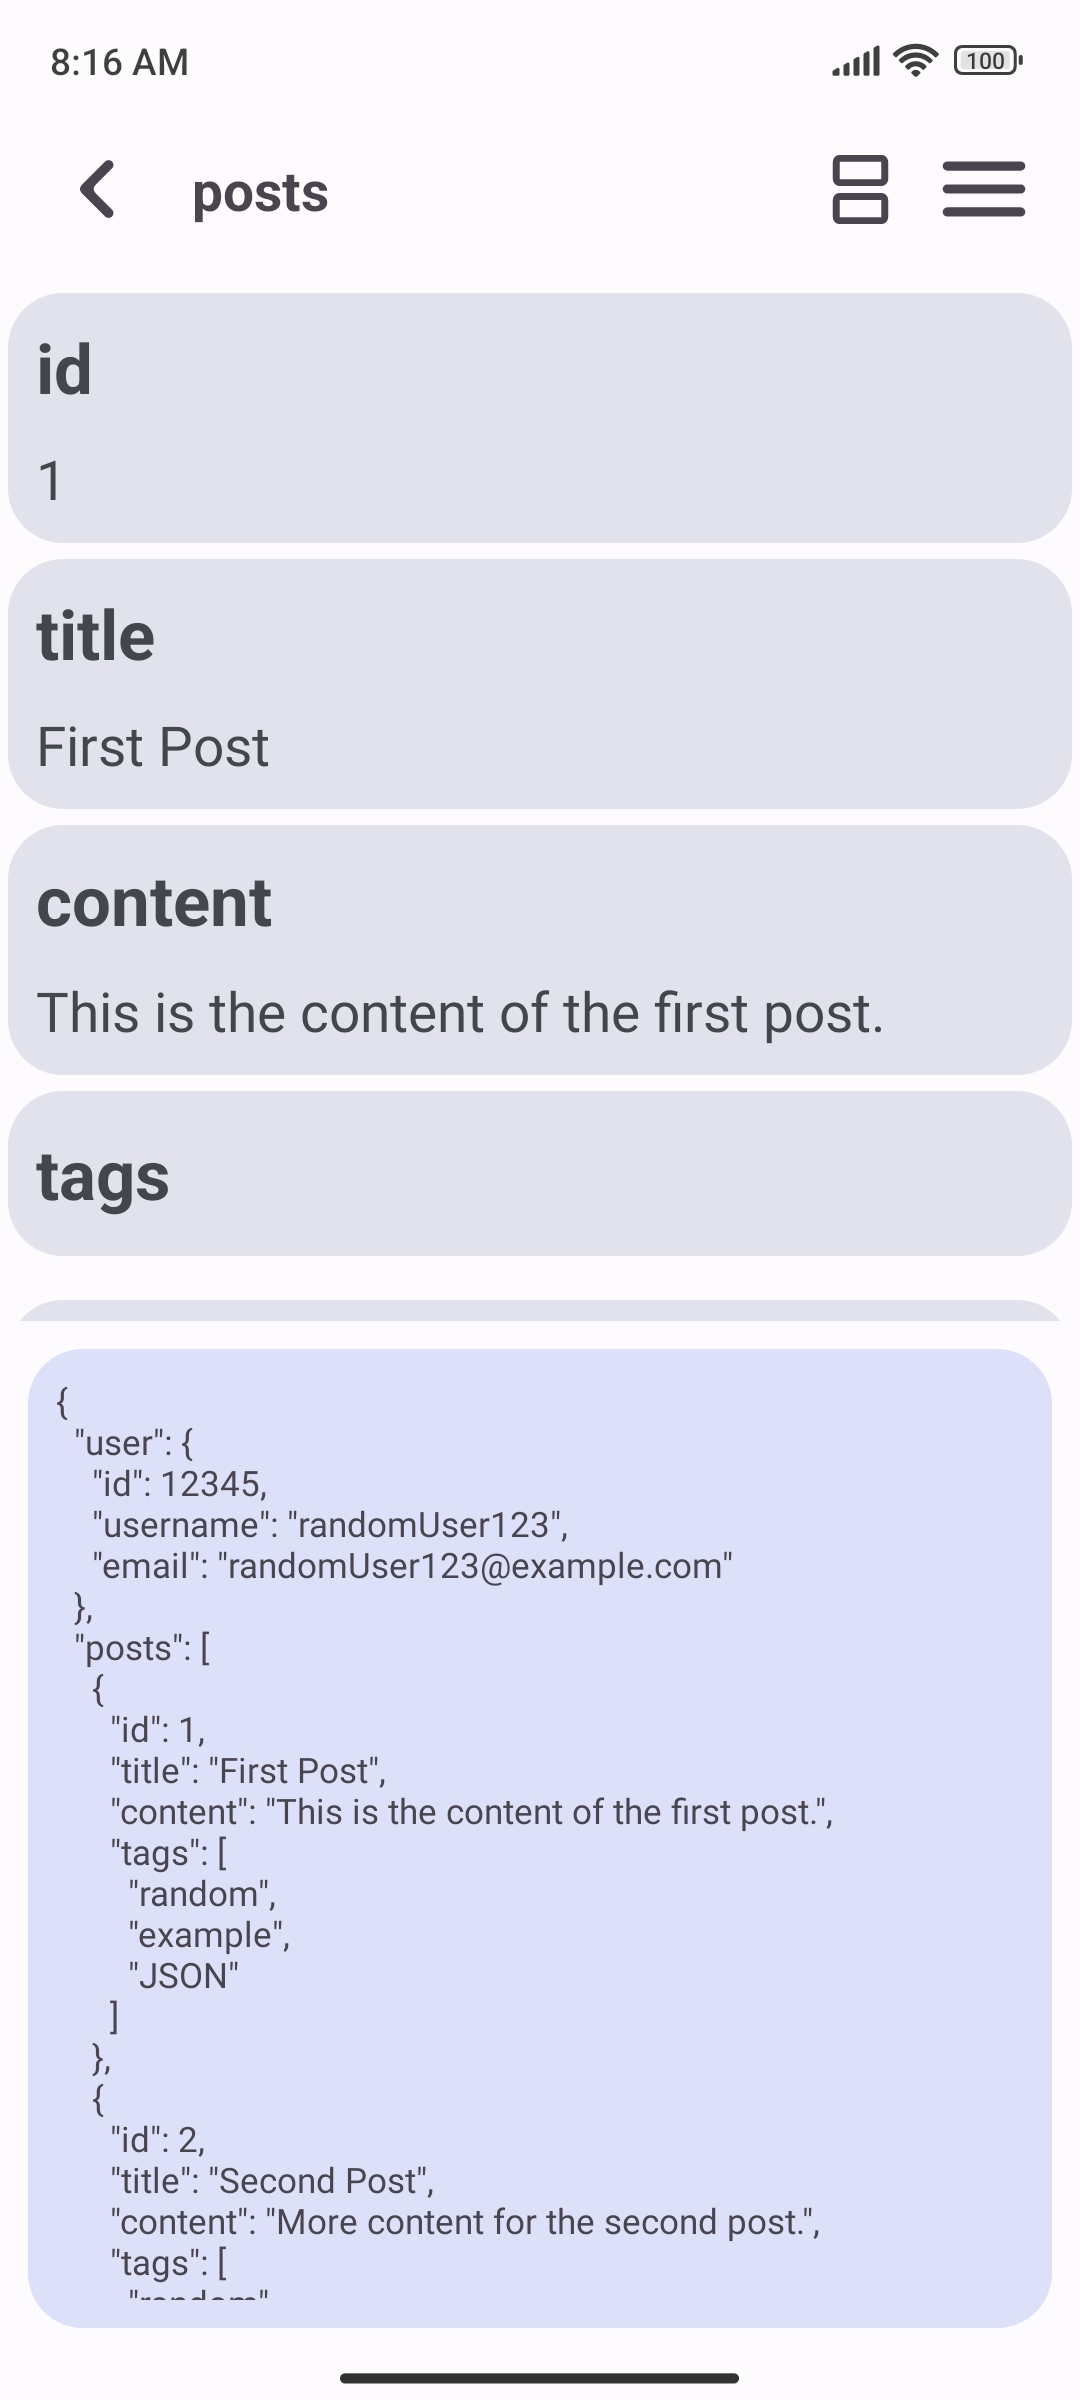 8:16 AM
100
posts
id
1
title
First Post
content
This is the content of the first post.
tags
{
"user": {
"id": 12345,
"username": "randomUser123",
"email": "randomUser123@example.com"
},
"posts": [
{
"id": 1,
"title": "First Post",
"content": "This is the content of the first post.",
"tags": [
"random",
"example",
"JSON"
]
},
{
"id": 2,
"title": "Second Post",
"content": "More content for the second post.",
"tags": [
"random"